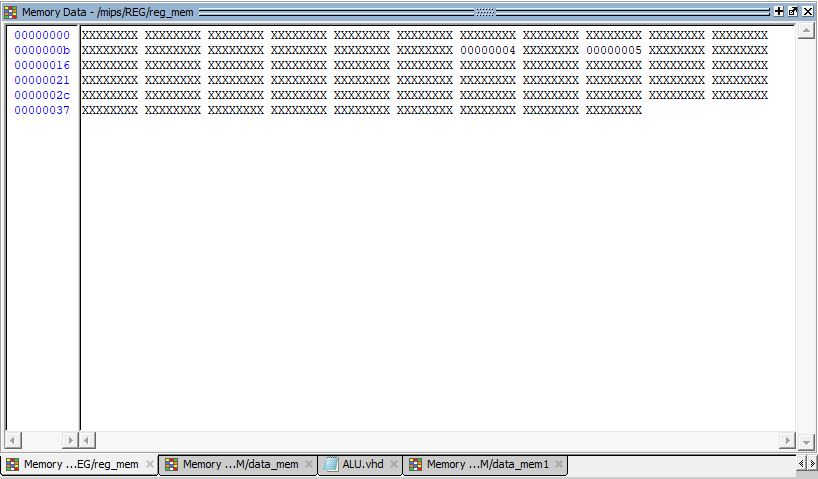 Memory Data - /mips/REG/reg_mem
00000000 XXXXXXXX XXXXXXXX XXXXXXXX XXXXXXXX XXXXXXXX XXXXXXXX XXXXXXXX XXXXXXXX XXXXXXXX XXXXXXXX XXXXXXXX
0000000b XXXXXXXX XXXXXXXX XXXXXXXX XXXXXXXX XXXXXXXX XXXXXXXX 00000004 XXXXXXXX 00000005 XXXXXXXX XXXXXXXX
00000016 XXXXXXXX XXXXXXXX XXXXXXXX XXXXXXXX XXXXXXXX XXXXXXXX XXXXXXXX XXXXXXXX XXXXXXXX XXXXXXXX XXXXXXXX
00000021 XXXXXXXX XXXXXXXX XXXXXXXX XXXXXXXX XXXXXXXX XXXXXXXX XXXXXXXX XXXXXXXX XXXXXXXX XXXXXXXX XXXXXXXX
0000002c XXXXXXXX XXXXXXXX XXXXXXXX XXXXXXXX XXXXXXXX XXXXXXXX XXXXXXXX XXXXXXXX XXXXXXXX XXXXXXXX XXXXXXXX
00000037 XXXXXXXX XXXXXXXX XXXXXXXX XXXXXXXX XXXXXXXX XXXXXXXX XXXXXXXX XXXXXXXX XXXXXXXX
Memory ...EG/reg_mem Memory ...M/data_mem ALU.vhd Memory ...M/data_mem1